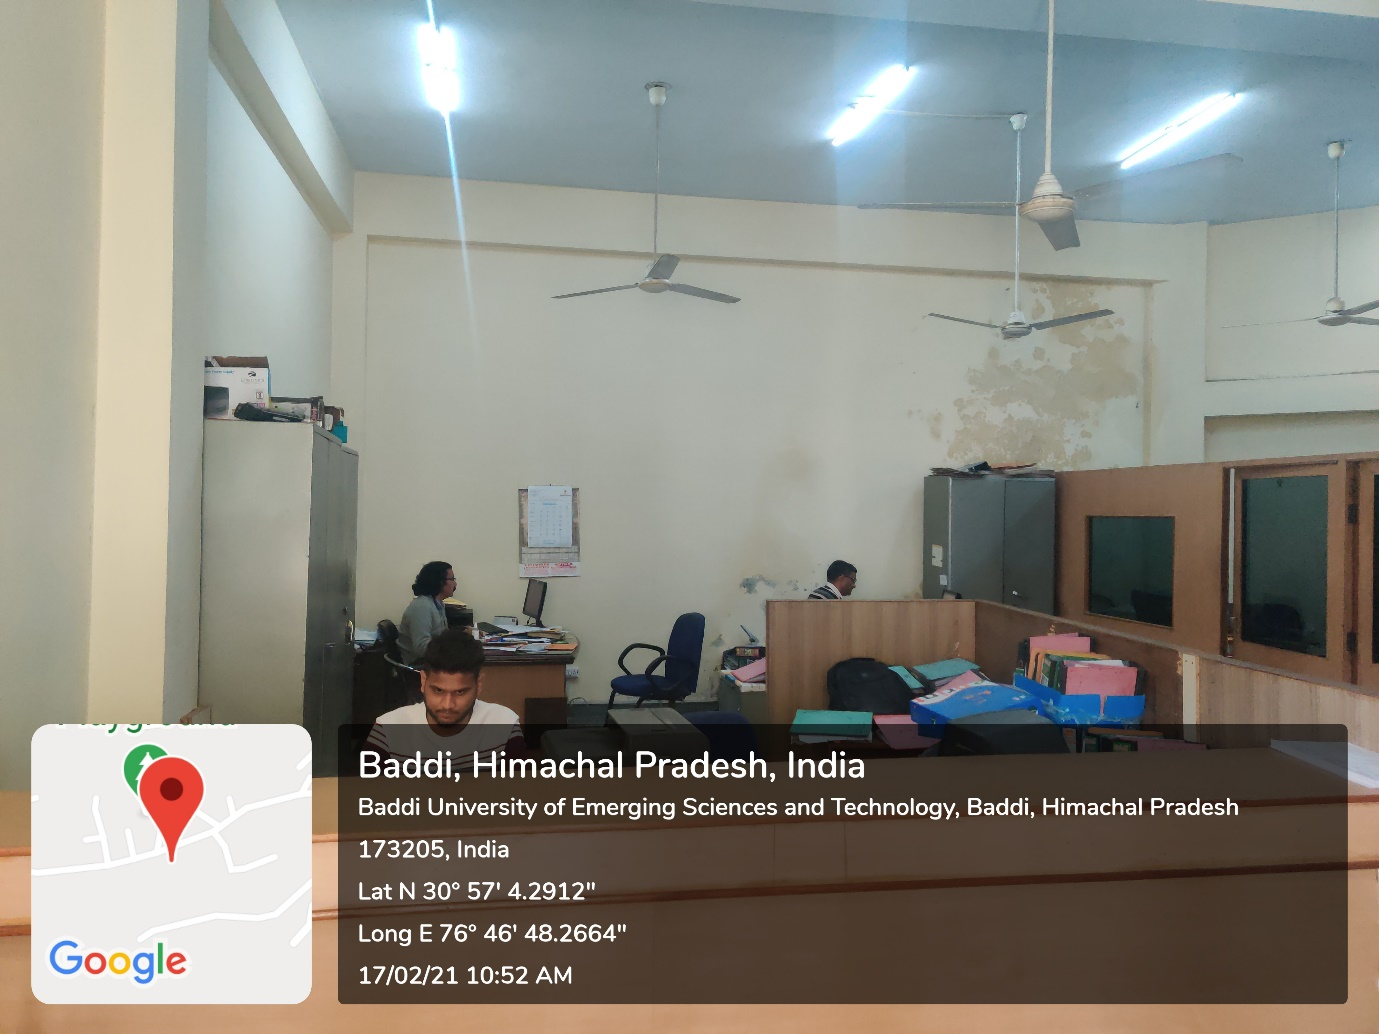 Baddi, Himachal Pradesh, India
Baddi University of Emerging Sciences and Technology, Baddi, Himachal Pradesh
173205, India
Lat N 30° 57' 4.2912"
Long E 76° 46' 48.2664"
17/02/21 10:52 AM
Google